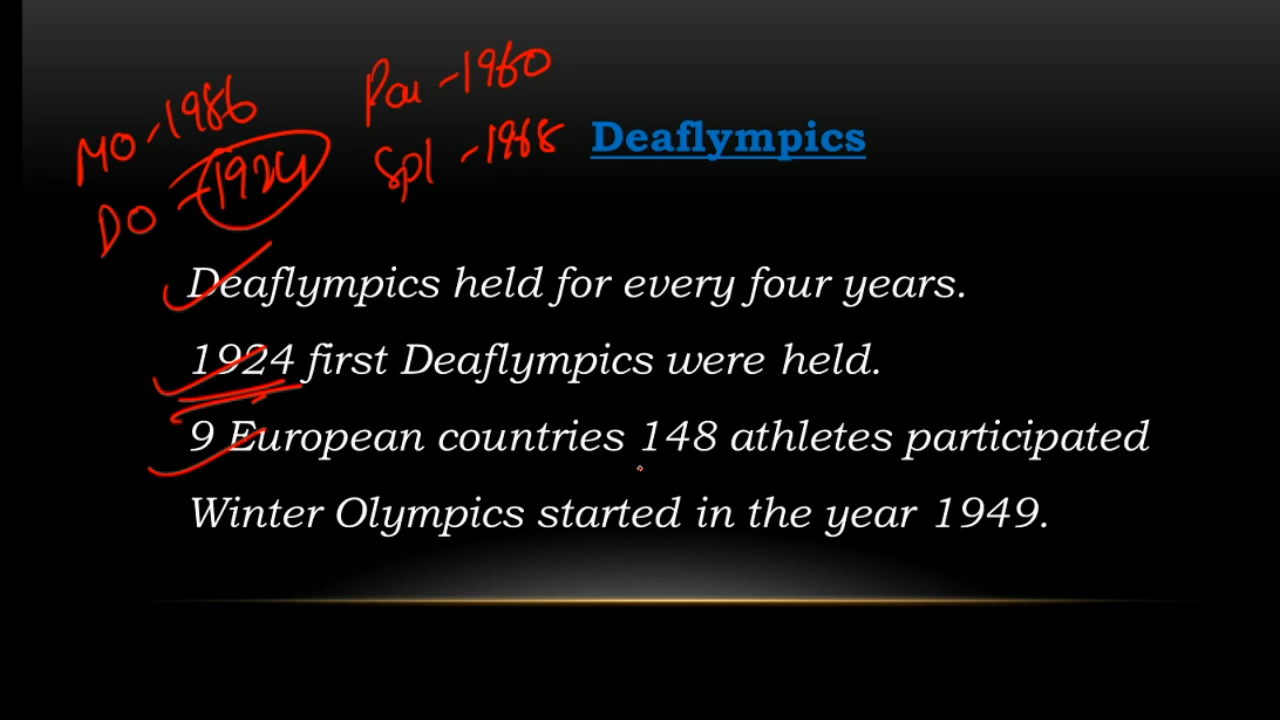 MO - 1986
Par - 1960
DO - 1924
Spl - 1968
Deaflympics
Deaflympics held for every four years.
1924 first Deaflympics were held.
9 European countries 148 athletes participated
Winter Olympics started in the year 1949.